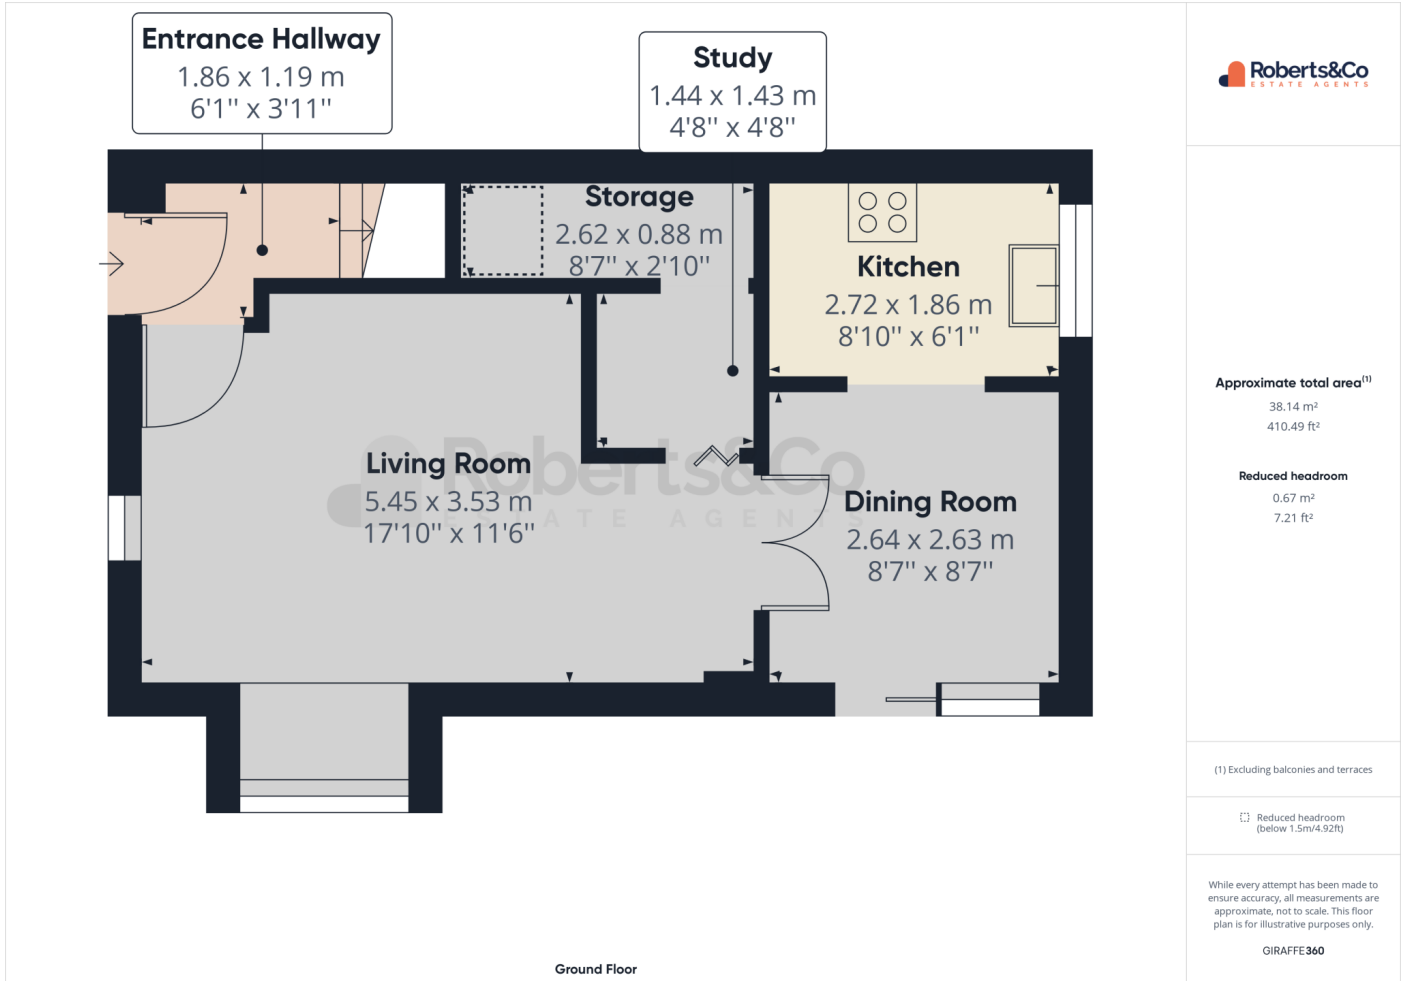 Entrance Hallway
1.86 x 1.19 m
6'1'' x 3'11''
Study
1.44 x 1.43 m
4'8'' x 4'8''
Storage
2.62 x 0.88 m
8'7'' x 2'10''
Kitchen
2.72 x 1.86 m
8'10'' x 6'1''
Roberts&Co
ESTATE AGENTS
Living Room
5.45 x 3.53 m
17'10'' x 11'6''
Dining Room
2.64 x 2.63 m
8'7'' x 8'7''
Ground Floor
Roberts&Co
ESTATE AGENTS
Approximate total area(1)
38.14 m²
410.49 ft²
Reduced headroom
0.67 m²
7.21 ft²
(1) Excluding balconies and terraces
Reduced headroom
(below 1.5m/4.92ft)
While every attempt has been made to
ensure accuracy, all measurements are
approximate, not to scale. This floor
plan is for illustrative purposes only.
GIRAFFE360